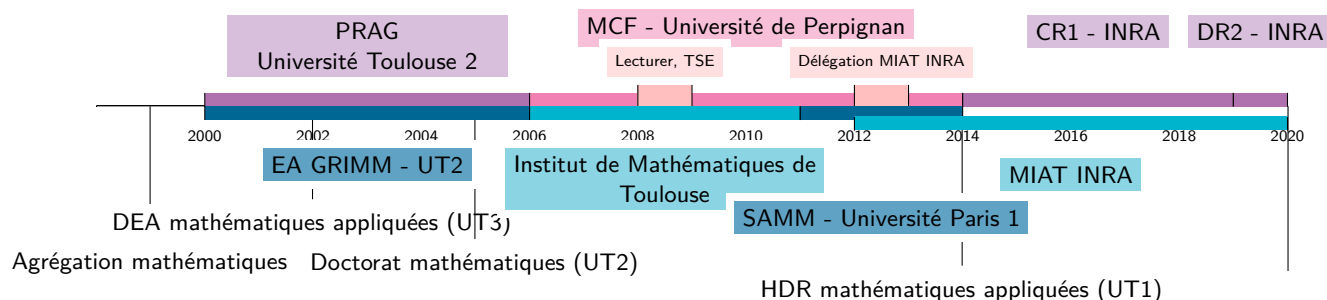 PRAG
Université Toulouse 2
MCF - Université de Perpignan
CR1 - INRA
DR2 - INRA
Lecturer, TSE
Délégation MIAT INRA
2000
2002
2004
2006
2008
2010
2012
2014
2016
2018
2020
EA GRIMM - UT2
Institut de Mathématiques de
Toulouse
MIAT INRA
SAMM - Université Paris 1
DEA mathématiques appliquées (UT3)
Agrégation mathématiques
Doctorat mathématiques (UT2)
HDR mathématiques appliquées (UT1)